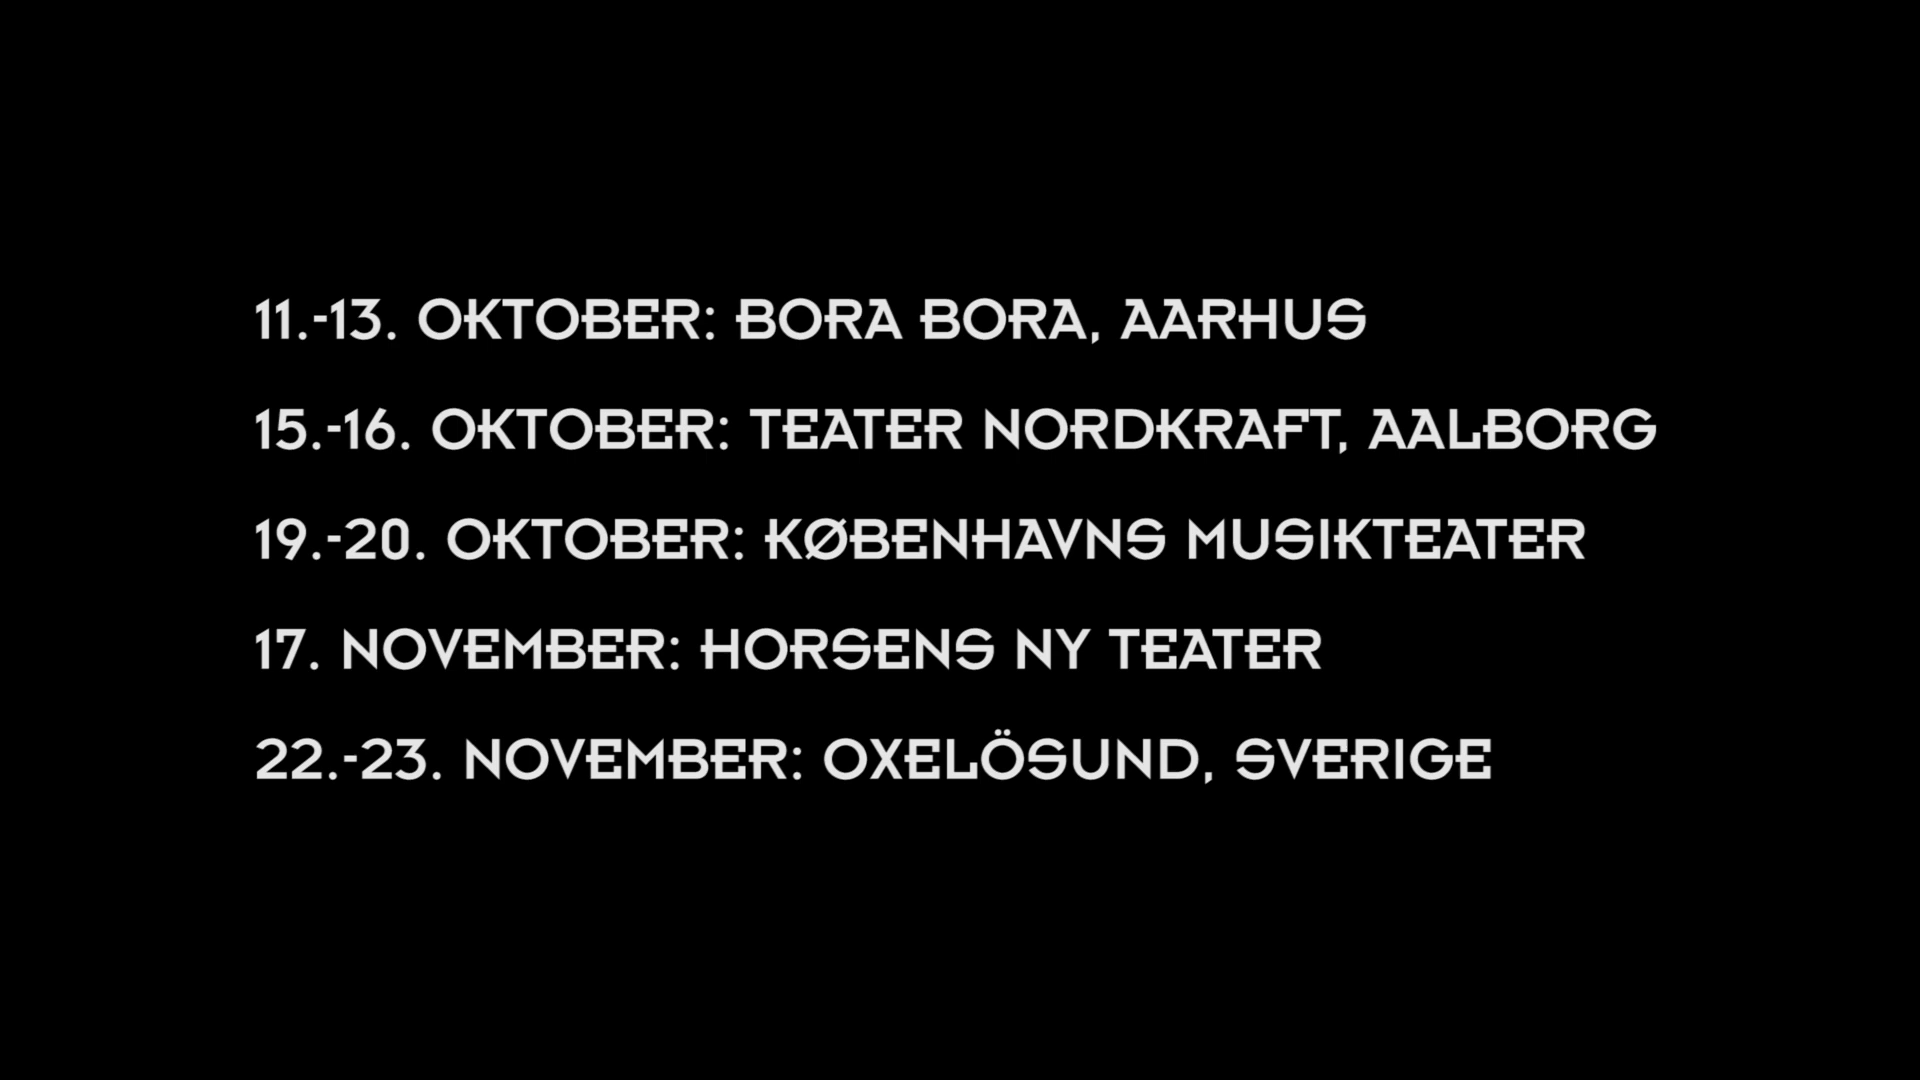 11.-13. OKTOBER: BORA BORA, AARHUS
15.-16. OKTOBER: TEATER NORDKRAFT, AALBORG
19.-20. OKTOBER: KØBENHAVNS MUSIKTEATER
17. NOVEMBER: HORSENS NY TEATER
22.-23. NOVEMBER: OXELÖSUND, SVERIGE